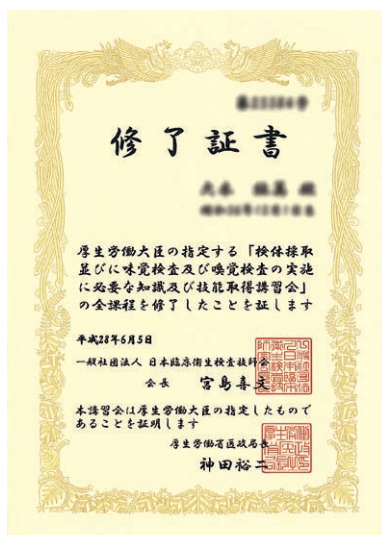 修了証書
厚生労働大臣の指定する「検体採取
並びに味覚検査及び嗅覚検査の実施
に必要な知識及び技能取得講習会」
の全課程を修了したことを証します
平成28年6月5日
一般社団法人 日本臨床衛生検査技師会
会長 宮島喜文
本講習会は厚生労働大臣の指定したもので
あることを証明します
厚生労働省医政局長
神田裕二